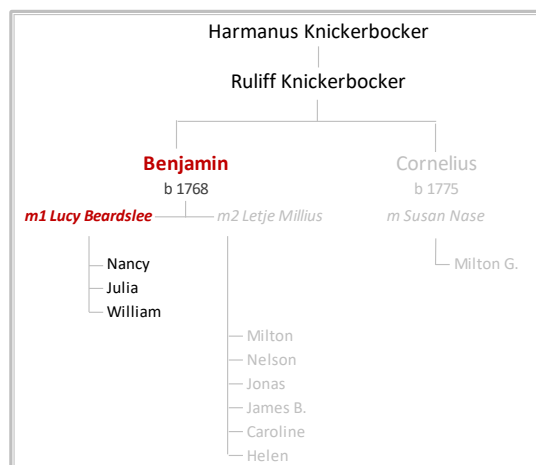 Harmanus Knickerbocker
Ruliff Knickerbocker
Benjamin
Cornelius
b 1768
b 1775
m1 Lucy Beardslee
m2 Letje Millius
m Susan Nase
Nancy
Milton G.
Julia
William
Milton
Nelson
Jonas
James B.
Caroline
Helen